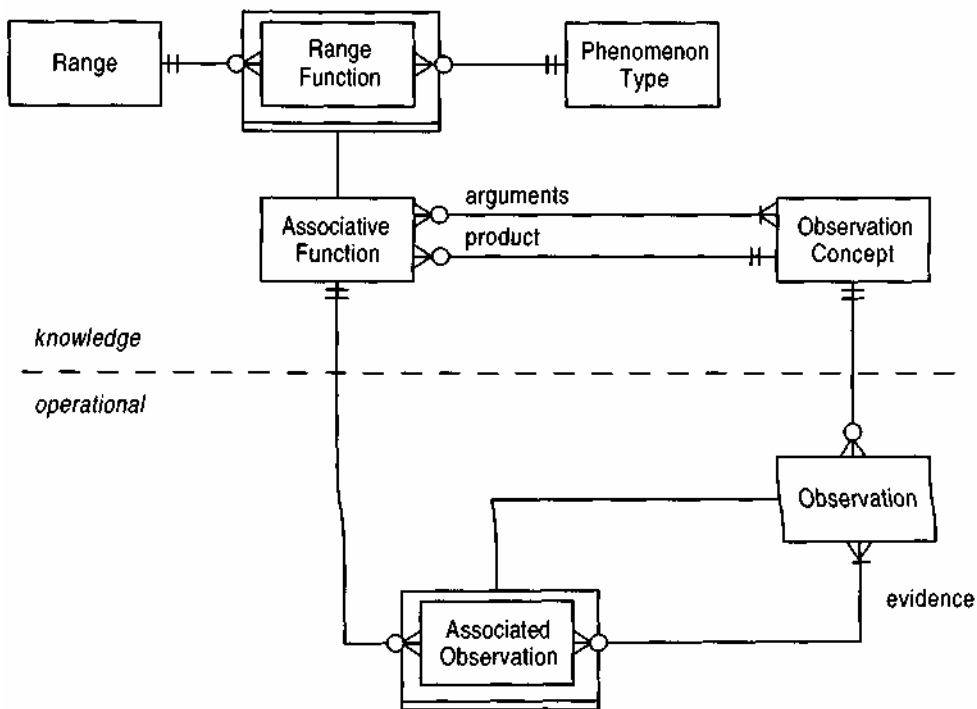 Range
Range
Function
Phenomenon
Type
arguments
Associative
Function
product
Observation
Concept
knowledge
operational
Observation
evidence
Associated
Observation